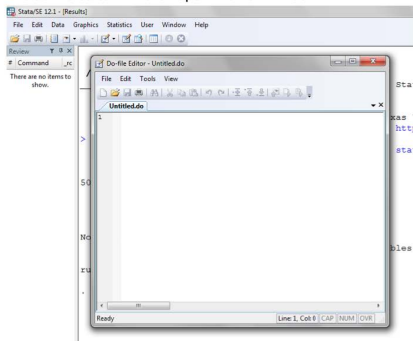 Stata/SE 12.1 - [Results]
File Edit Data Graphics Statistics User Window Help
Review
# Command _rc
There are no items to
show.
Do-file Editor - Untitled.do
File Edit Tools View
Untitled.do
1
Sta
xas
htt
>
sta
50
No
bles
ru
.
Ready
Line: 1, Col: 0 CAP NUM OVR